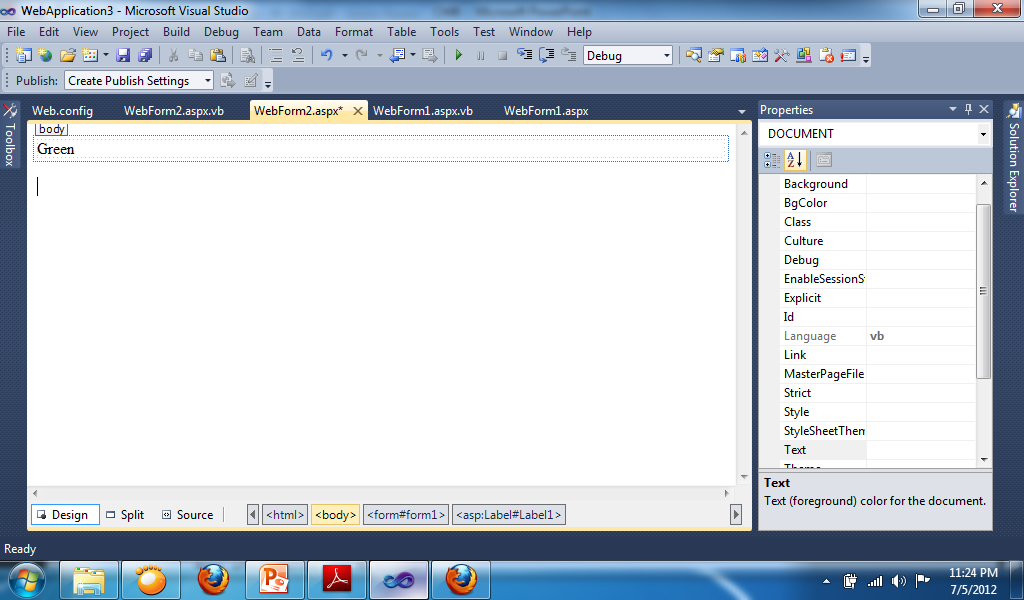 WebApplication3 - Microsoft Visual Studio
File Edit View Project Build Debug Team Data Format Table Tools Test Window Help
Debug
Publish: Create Publish Settings
Web.config WebForm2.aspx.vb WebForm2.aspx* WebForm1.aspx.vb WebForm1.aspx
Toolbox
body
Green
Properties
DOCUMENT
Background
BgColor
Class
Culture
Debug
EnableSessionS
Explicit
Id
Language vb
Link
MasterPageFile
Strict
Style
StyleSheetThem
Text
Theme
Text
Text (foreground) color for the document.
Solution Explorer
Design Split Source <html> <body> <form#form1> <asp:Label#Label1>
Ready
11:24 PM
7/5/2012